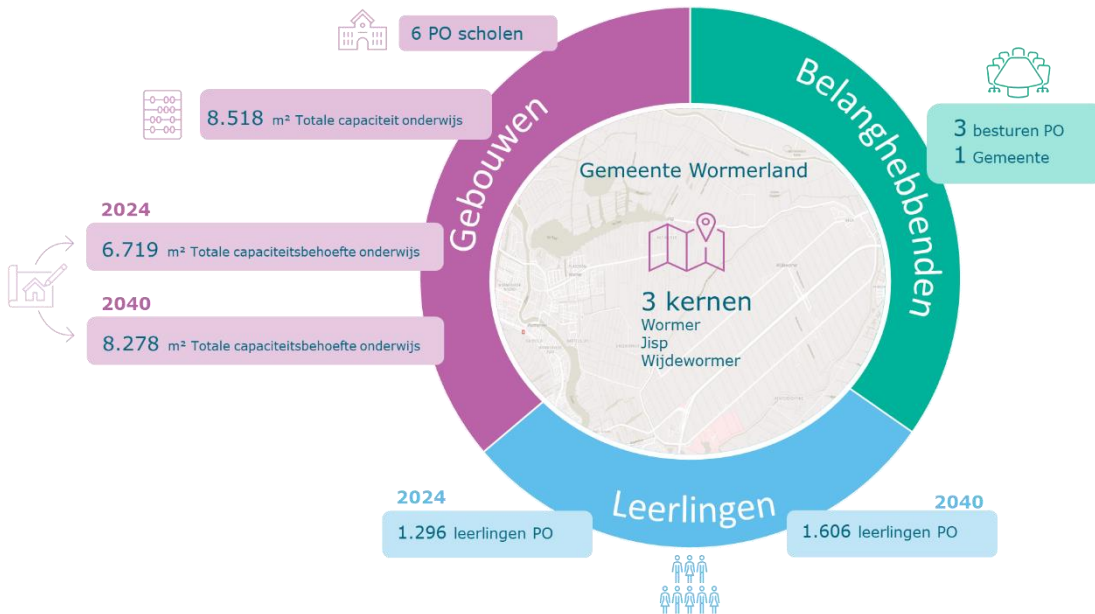 6 PO scholen
8.518 m² Totale capaciteit onderwijs
2024
6.719 m² Totale capaciteitsbehoefte onderwijs
2040
8.278 m² Totale capaciteitsbehoefte onderwijs
Gebouwen
Belanghebbenden
3 besturen PO
1 Gemeente
Gemeente Wormerland
3 kernen
Wormer
Jisp
Wijdewormer
Leerlingen
2024
1.296 leerlingen PO
2040
1.606 leerlingen PO